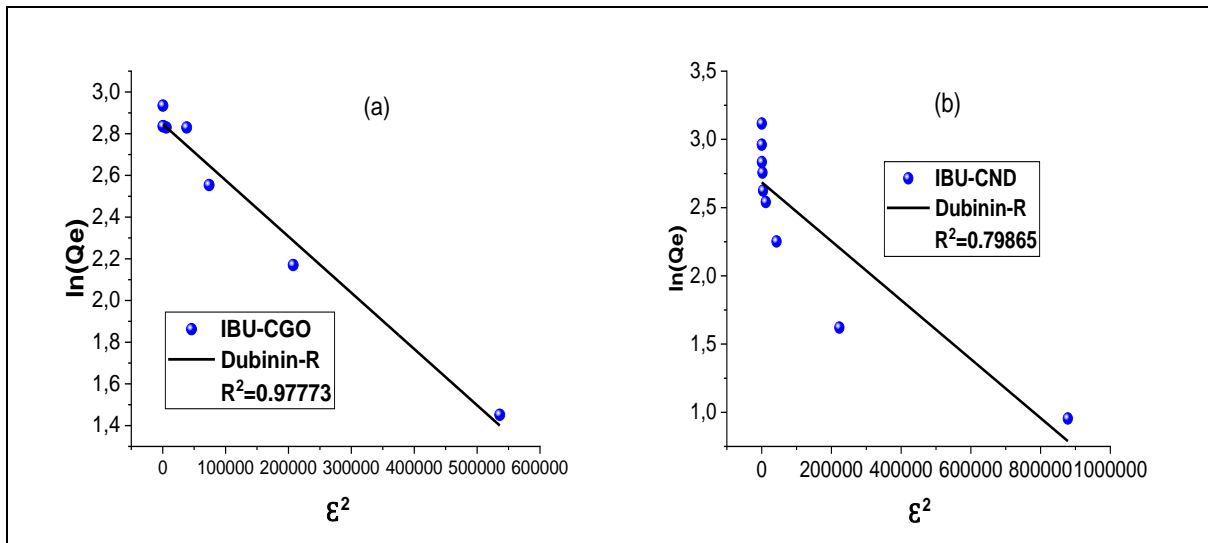 (a)
ln(Qe)
3,0
2,8
2,6
2,4
2,2
2,0
1,8
1,6
1,4
IBU-CGO
Dubinin-R
R²=0.97773
0 100000 200000 300000 400000 500000 600000
ε²
(b)
ln(Qe)
3,5
3,0
2,5
2,0
1,5
1,0
IBU-CND
Dubinin-R
R²=0.79865
0 200000 400000 600000 800000 1000000
ε²